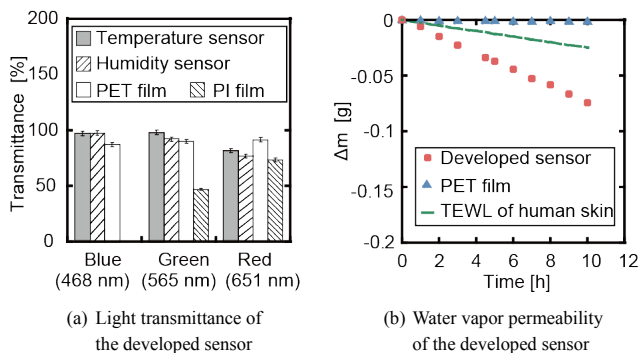 200
150
100
50
0
Transmittance [%]
Temperature sensor
Humidity sensor
PET film
PI film
Blue
(468 nm)
Green
(565 nm)
Red
(651 nm)
(a) Light transmittance of
the developed sensor
0
-0.05
-0.1
-0.15
-0.2
Δm [g]
Developed sensor
PET film
TEWL of human skin
0 2 4 6 8 10 12
Time [h]
(b) Water vapor permeability
of the developed sensor